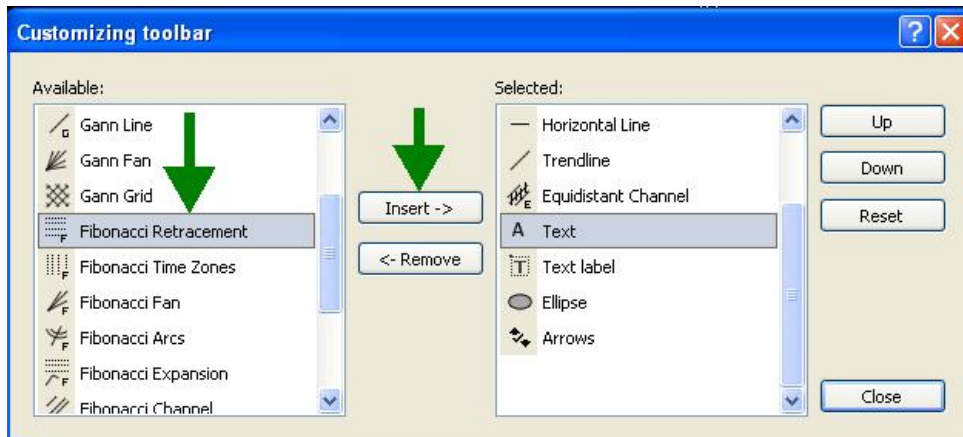 Customizing toolbar
Available:
Gann Line
Gann Fan
Gann Grid
Fibonacci Retracement
Fibonacci Time Zones
Fibonacci Fan
Fibonacci Arcs
Fibonacci Expansion
Fibonacci Channel
Insert ->
<- Remove
Selected:
Horizontal Line
Trendline
Equidistant Channel
Text
Text label
Ellipse
Arrows
Up
Down
Reset
Close